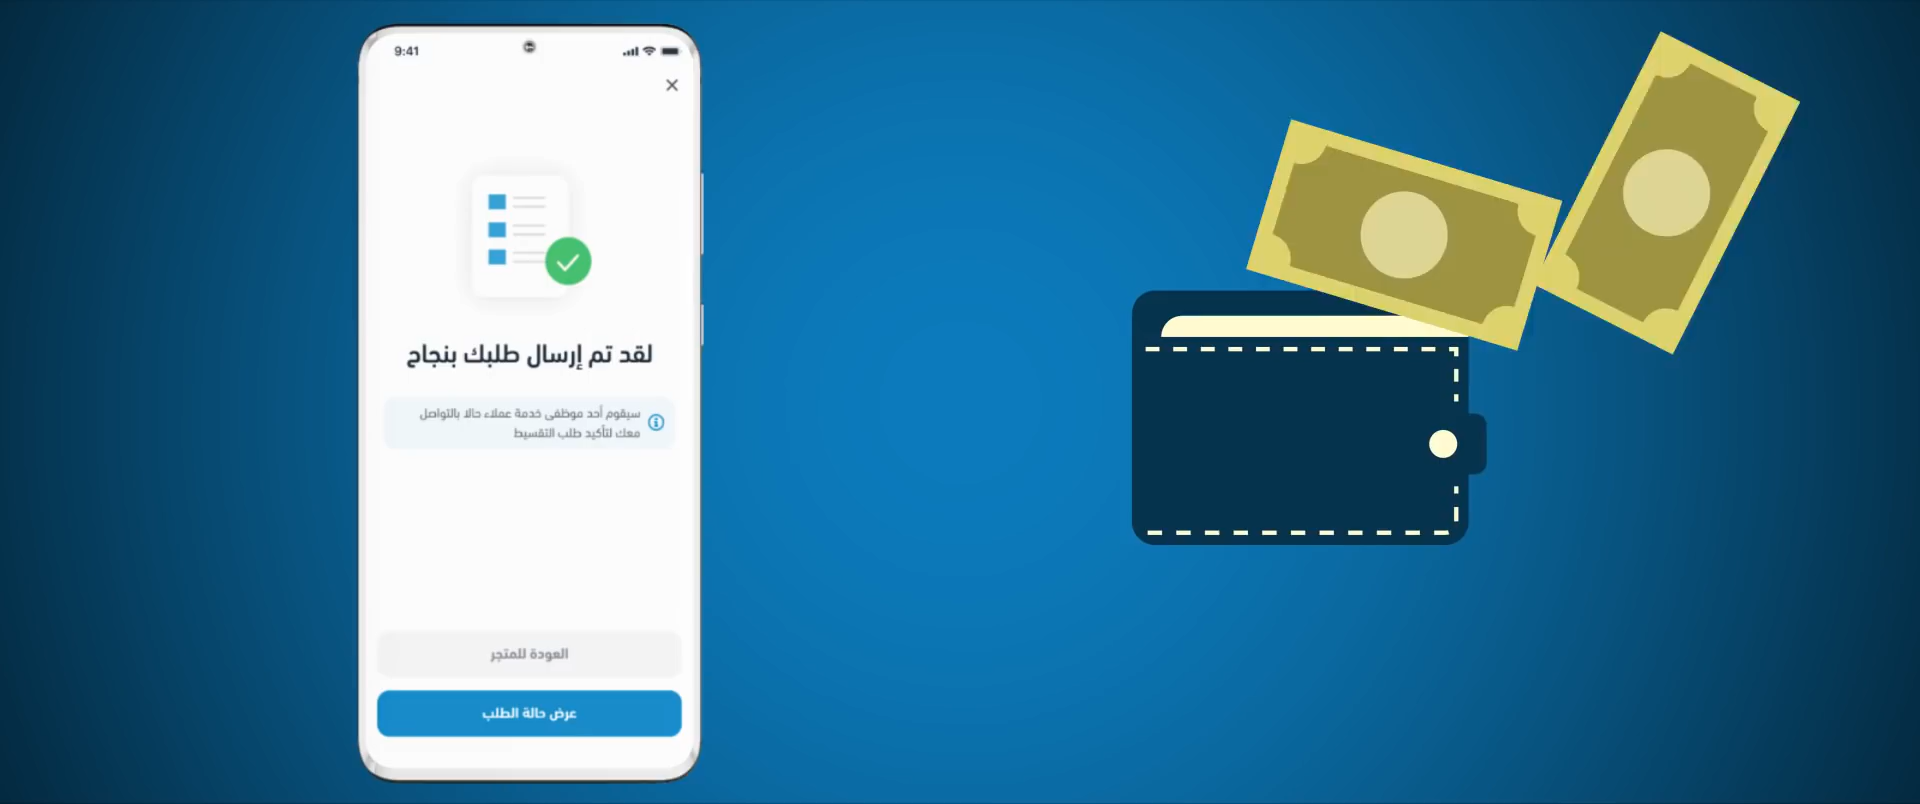 9:41
لقد تم إرسال طلبك بنجاح
سيقوم أحد موظفى خدمة عملاء حالا بالتواصل
معك لتأكيد طلب التقسيط
العودة للمتجر
عرض حالة الطلب